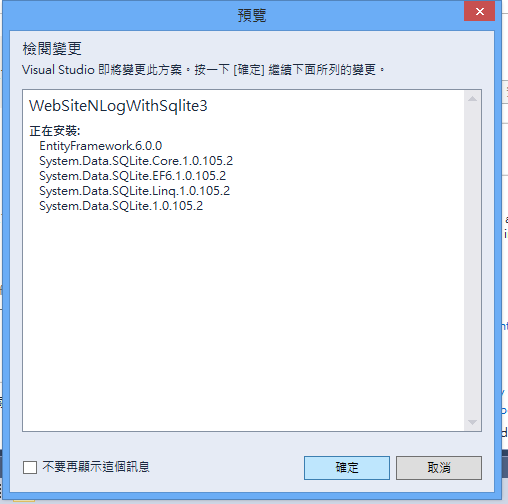 預覽
檢閱變更
Visual Studio 即將變更此方案。按一下 [確定] 繼續下面所列的變更。
WebSiteNLogWithSqlite3
正在安裝:
EntityFramework.6.0.0
System.Data.SQLite.Core.1.0.105.2
System.Data.SQLite.EF6.1.0.105.2
System.Data.SQLite.Linq.1.0.105.2
System.Data.SQLite.1.0.105.2
不要再顯示這個訊息
確定
取消